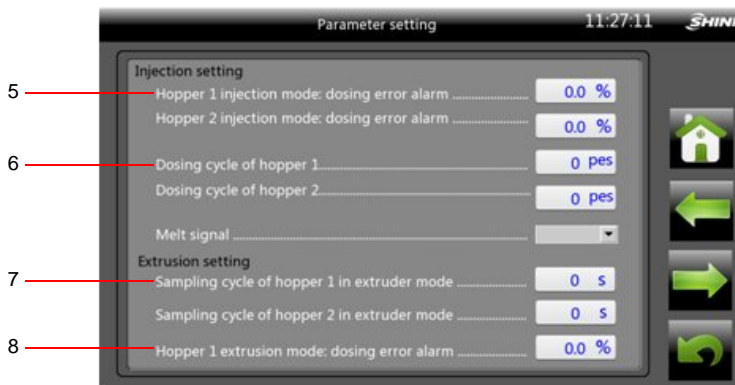 Parameter setting 11:27:11 SHINI
Injection setting
5 Hopper 1 injection mode: dosing error alarm ........................ 0.0 %
Hopper 2 injection mode: dosing error alarm ........................ 0.0 %
6 Dosing cycle of hopper 1................................................................ 0 pes
Dosing cycle of hopper 2................................................................ 0 pes
Melt signal ........................................................................................
Extrusion setting
7 Sampling cycle of hopper 1 in extruder mode ...................... 0 s
Sampling cycle of hopper 2 in extruder mode ...................... 0 s
8 Hopper 1 extrusion mode: dosing error alarm ...................... 0.0 %